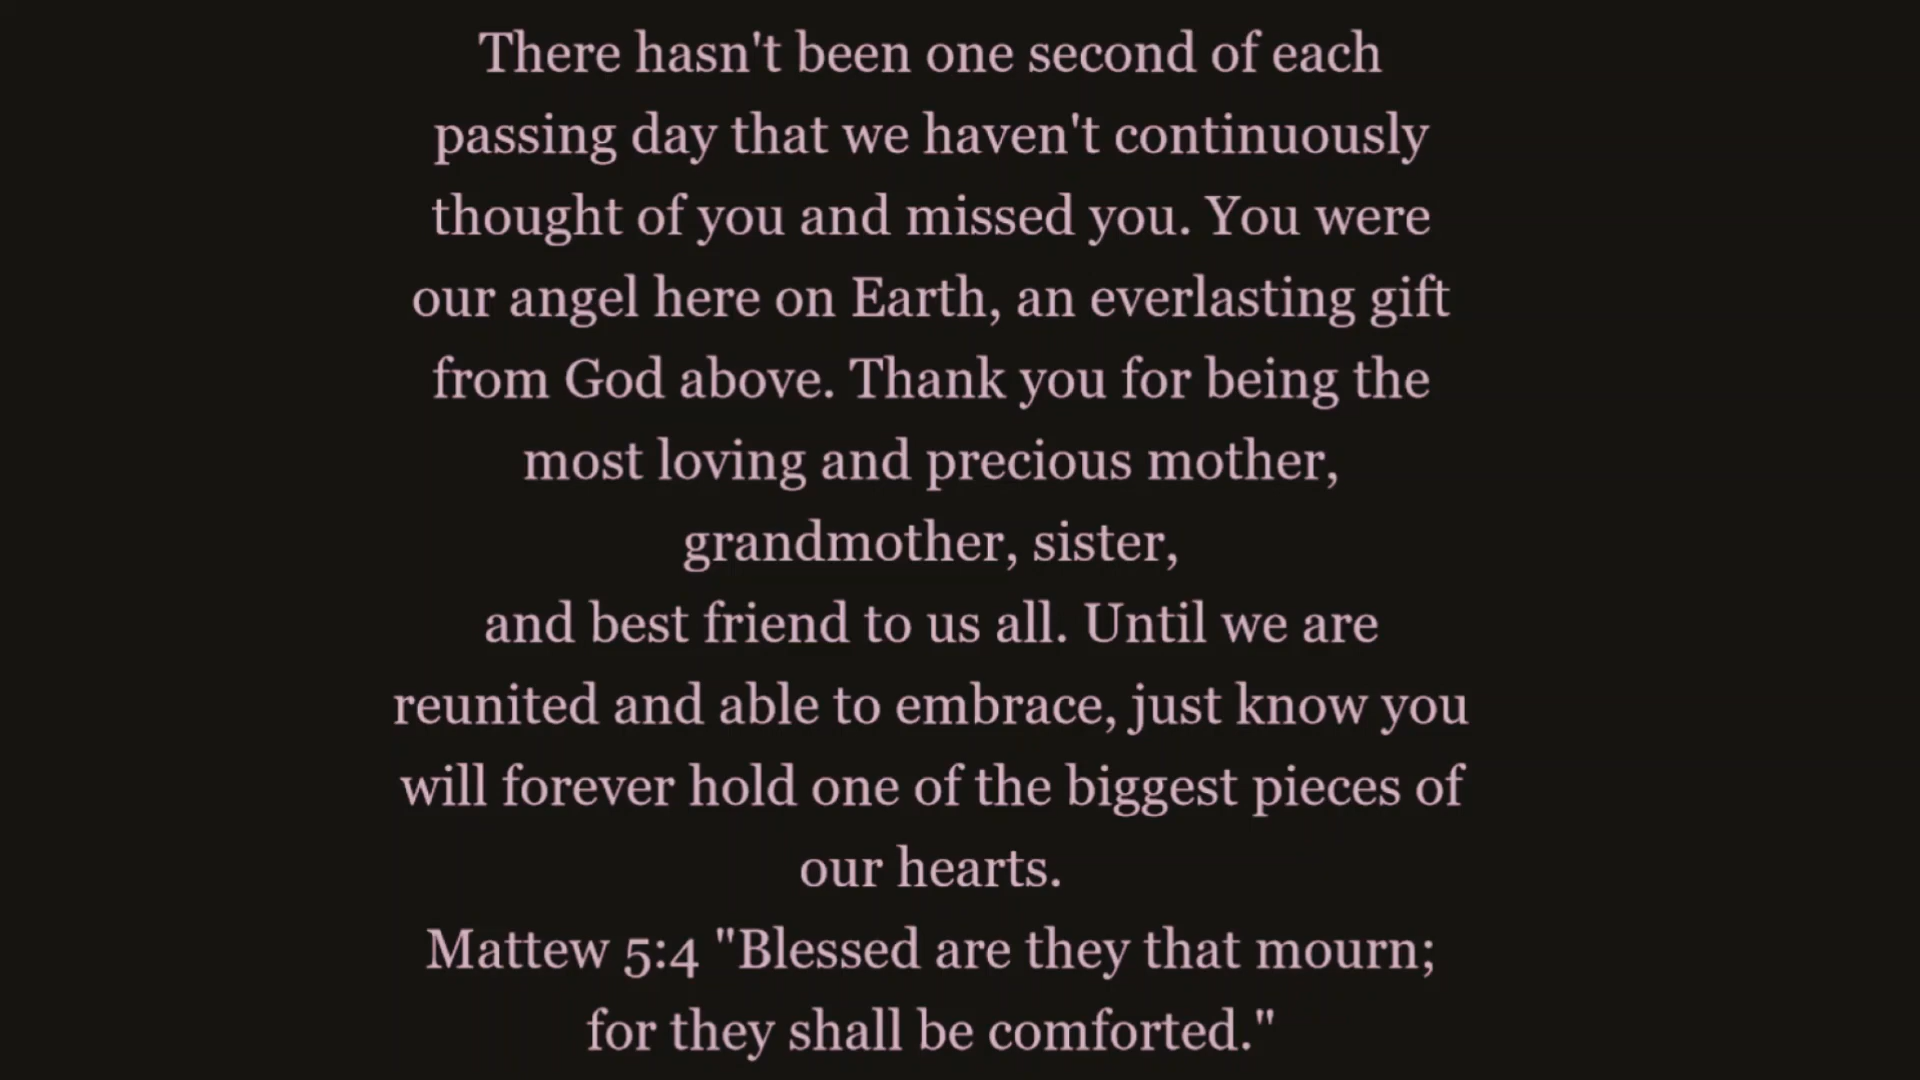 There hasn't been one second of each
passing day that we haven't continuously
thought of you and missed you. You were
our angel here on Earth, an everlasting gift
from God above. Thank you for being the
most loving and precious mother,
grandmother, sister,
and best friend to us all. Until we are
reunited and able to embrace, just know you
will forever hold one of the biggest pieces of
our hearts.
Mattew 5:4 "Blessed are they that mourn;
for they shall be comforted."